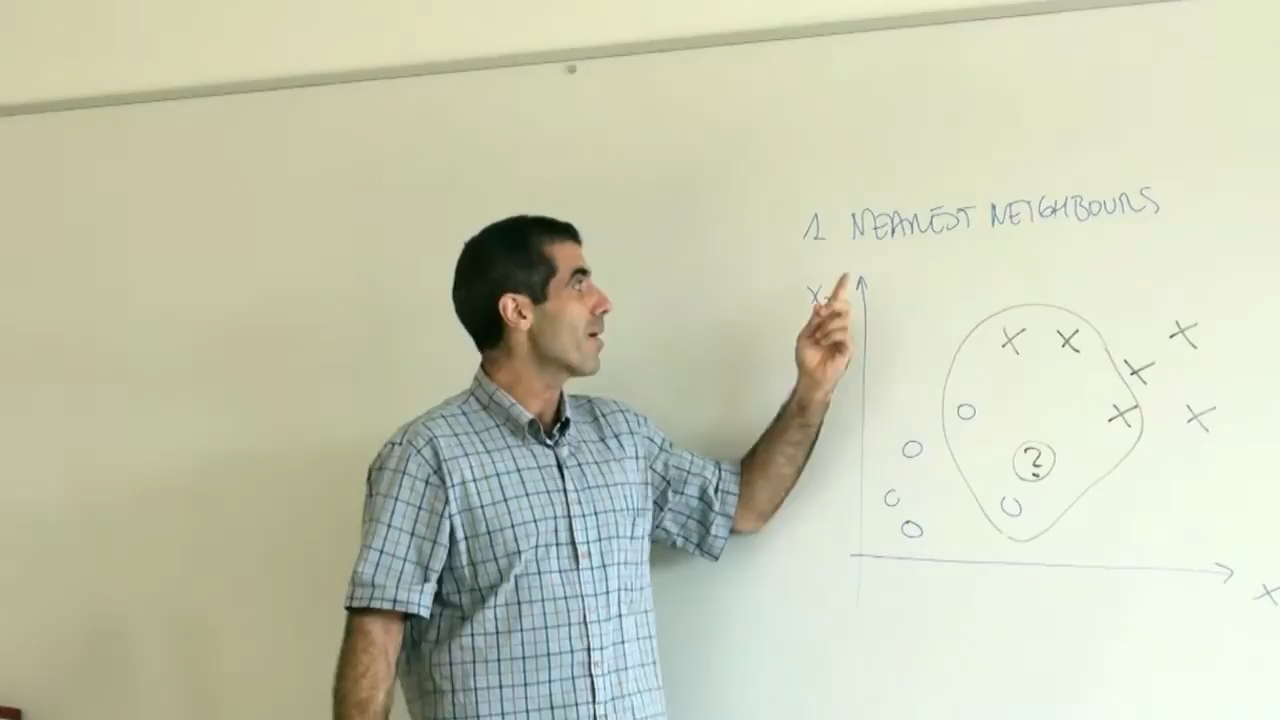 1 NEAREST NEIGHBOURS
X
X X X
X
O X X
O ?
O O
O
X